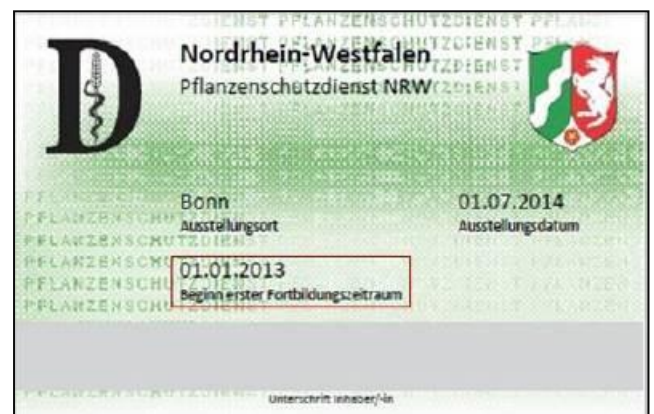 D
Nordrhein-Westfalen
Pflanzenschutzdienst NRW
Bonn
Ausstellungsort
01.07.2014
Ausstellungsdatum
01.01.2013
Beginn erster Fortbildungszeitraum
PFLANZENSCHUTZDIENST
Unterschrift Inhaber/-in